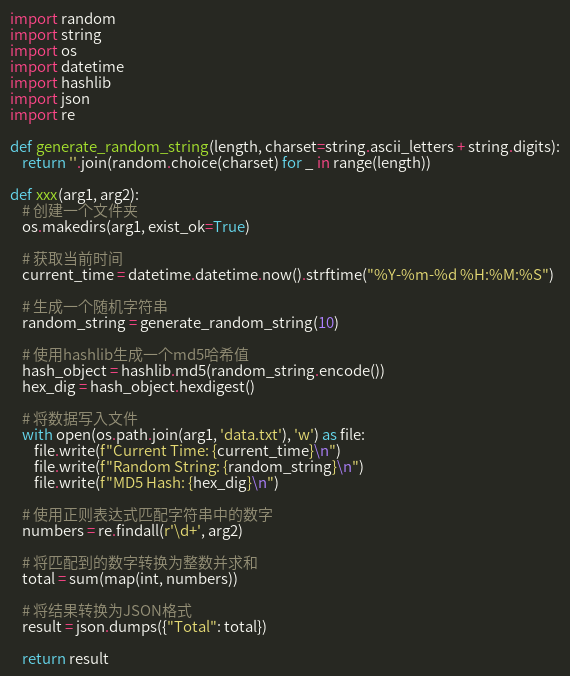 import random
import string
import os
import datetime
import hashlib
import json
import re
def generate_random_string(length, charset=string.ascii_letters + string.digits):
    return ''.join(random.choice(charset) for _ in range(length))
def xxx(arg1, arg2):
    # 创建一个文件夹
    os.makedirs(arg1, exist_ok=True)
    # 获取当前时间
    current_time = datetime.datetime.now().strftime("%Y-%m-%d %H:%M:%S")
    # 生成一个随机字符串
    random_string = generate_random_string(10)
    # 使用hashlib生成一个md5哈希值
    hash_object = hashlib.md5(random_string.encode())
    hex_dig = hash_object.hexdigest()
    # 将数据写入文件
    with open(os.path.join(arg1, 'data.txt'), 'w') as file:
        file.write(f"Current Time: {current_time}\n")
        file.write(f"Random String: {random_string}\n")
        file.write(f"MD5 Hash: {hex_dig}\n")
    # 使用正则表达式匹配字符串中的数字
    numbers = re.findall(r'\d+', arg2)
    # 将匹配到的数字转换为整数并求和
    total = sum(map(int, numbers))
    # 将结果转换为JSON格式
    result = json.dumps({"Total": total})
    return result